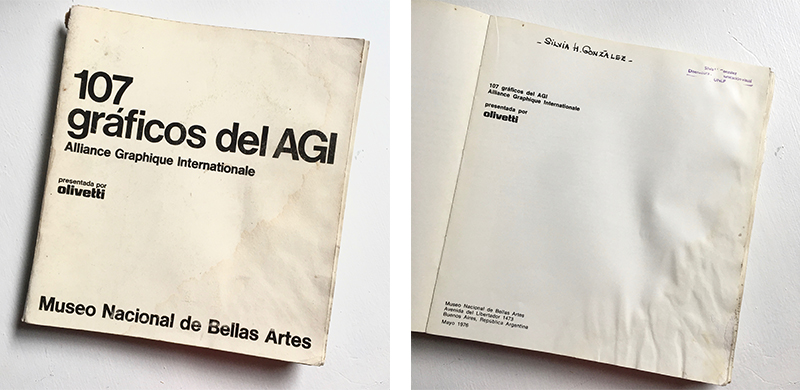 107
gráficos del AGI
Alliance Graphique Internationale
presentada por
olivetti
Museo Nacional de Bellas Artes
- SILVIA H. GONZALEZ -
107 gráficos del AGI
Alliance Graphique Internationale
presentada por
olivetti
Museo Nacional de Bellas Artes
Avenida del Libertador 1473
Buenos Aires, República Argentina
Mayo 1976